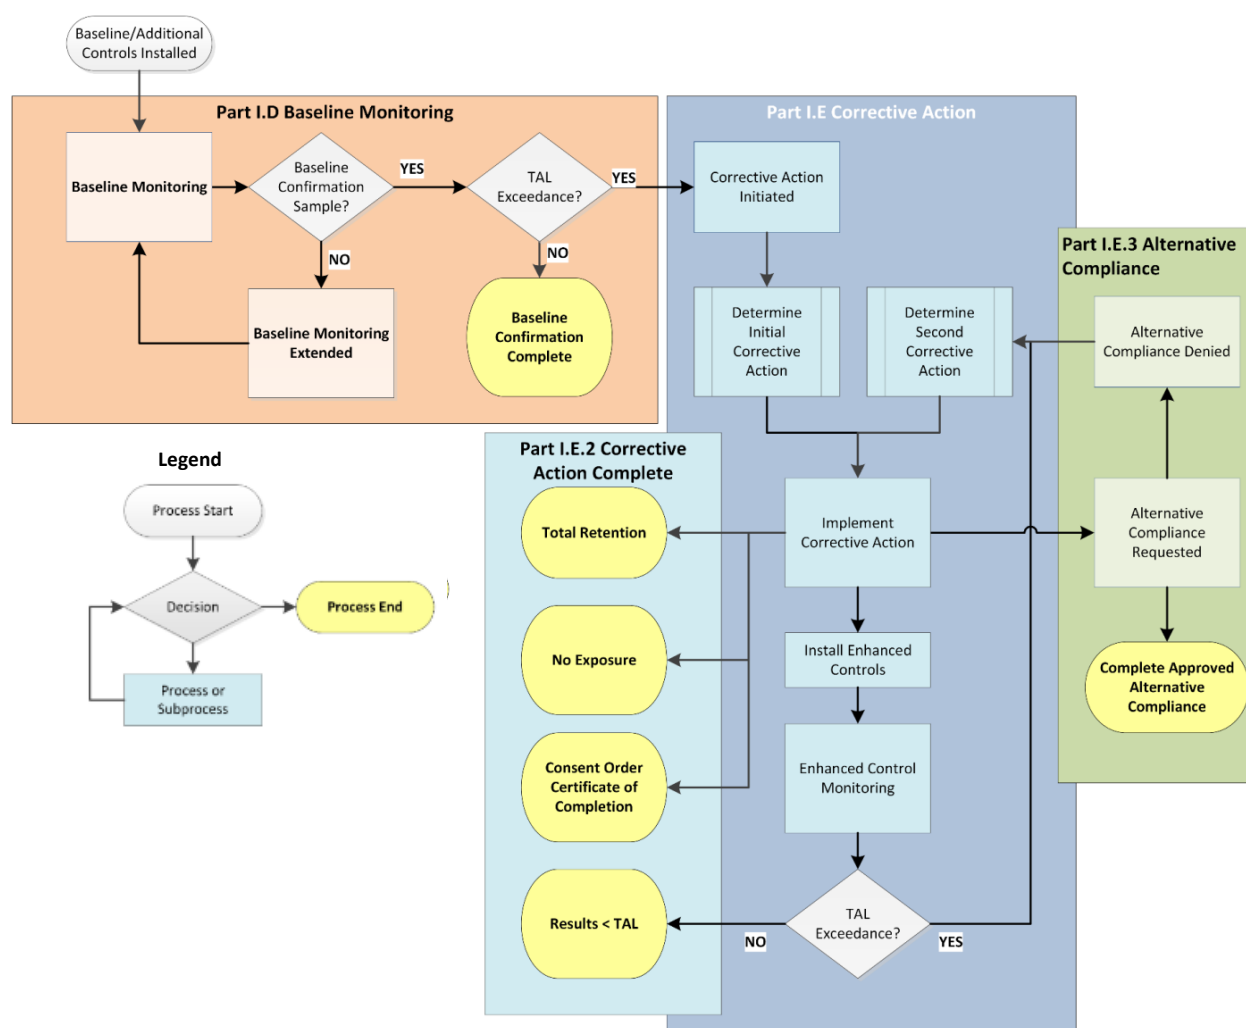 Baseline/Additional
Controls Installed
Part I.D Baseline Monitoring
Baseline Monitoring
Baseline
Confirmation
Sample?
YES
TAL
Exceedance?
YES
NO
NO
Baseline Monitoring
Extended
Baseline
Confirmation
Complete
Part I.E Corrective Action
Corrective Action
Initiated
Determine
Initial
Corrective
Action
Determine
Second
Corrective
Action
Part I.E.3 Alternative
Compliance
Alternative
Compliance Denied
Alternative
Compliance
Requested
Complete Approved
Alternative
Compliance
Implement
Corrective Action
Install Enhanced
Controls
Enhanced Control
Monitoring
TAL
Exceedance?
NO
YES
Part I.E.2 Corrective
Action Complete
Total Retention
No Exposure
Consent Order
Certificate of
Completion
Results < TAL
Legend
Process Start
Decision
Process End
Process or
Subprocess